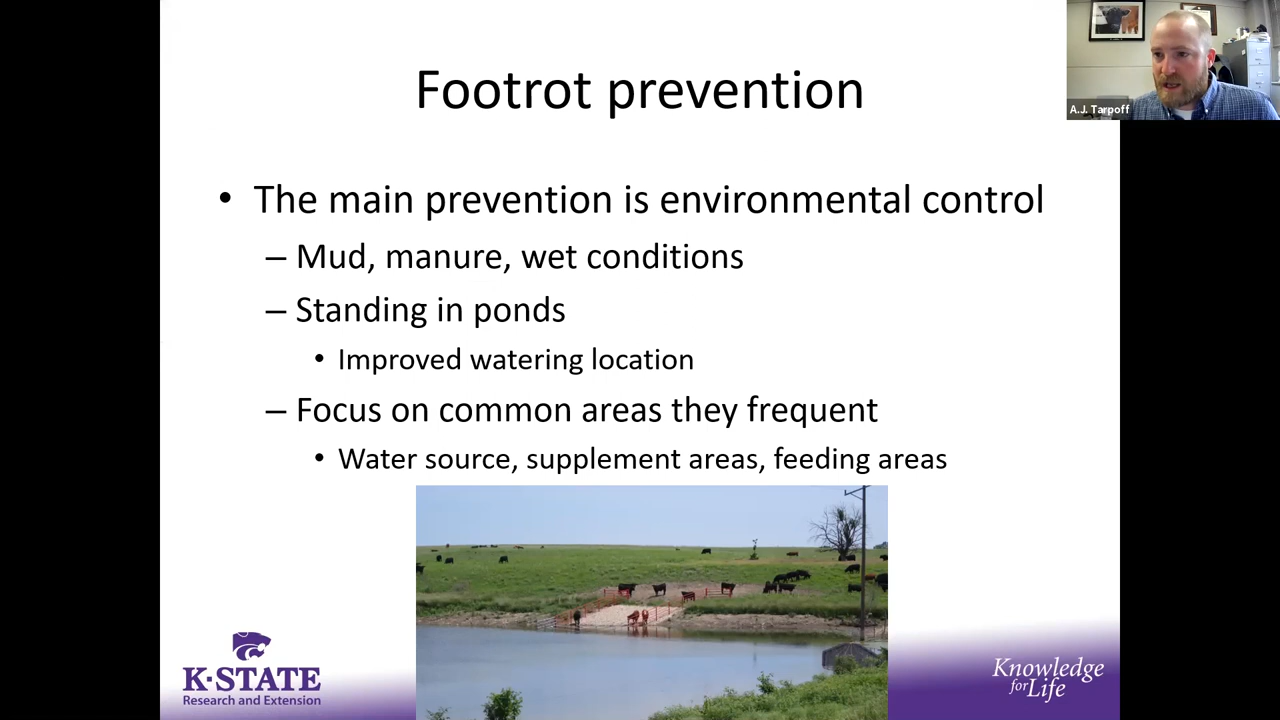 Footrot prevention
A.J. Tarpoff
• The main prevention is environmental control
– Mud, manure, wet conditions
– Standing in ponds
• Improved watering location
– Focus on common areas they frequent
• Water source, supplement areas, feeding areas
K-STATE
Research and Extension
Knowledge
for Life